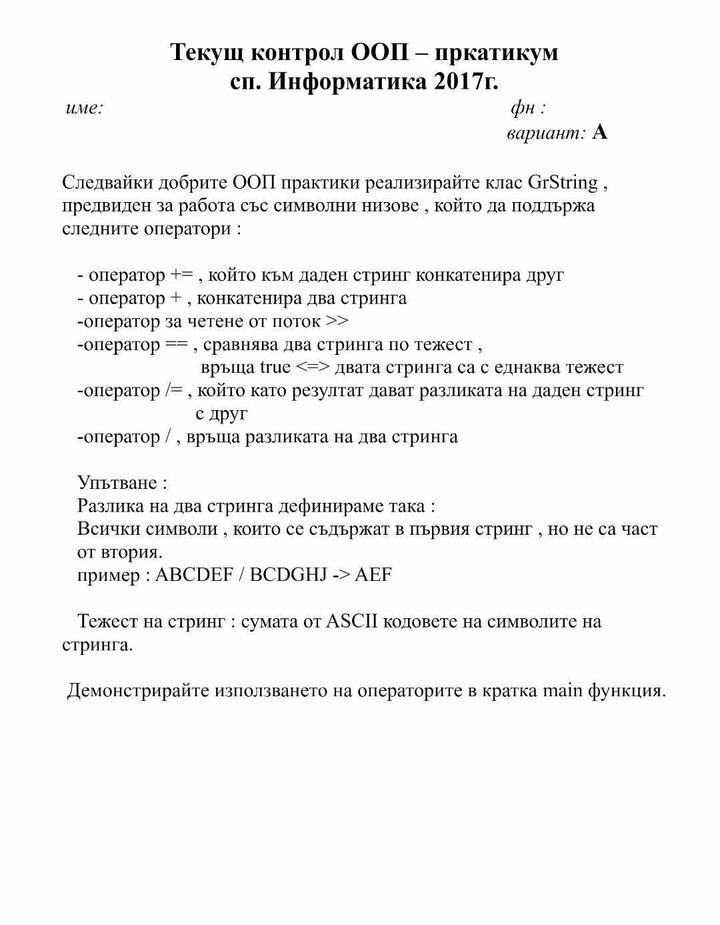 Текущ контрол ООП – пркатикум
сп. Информатика 2017г.
име: фн :
вариант: А
Следвайки добрите ООП практики реализирайте клас GrString ,
предвиден за работа със символни низове , който да поддържа
следните оператори :
- оператор += , който към даден стринг конкатенира друг
- оператор + , конкатенира два стринга
-оператор за четене от поток >>
-оператор == , сравнява два стринга по тежест ,
връща true <=> двата стринга са с еднаква тежест
-оператор /= , който като резултат дават разликата на даден стринг
с друг
-оператор / , връща разликата на два стринга
Упътване :
Разлика на два стринга дефинираме така :
Всички символи , които се съдържат в първия стринг , но не са част
от втория.
пример : ABCDEF / BCDGHJ -> AEF
Тежест на стринг : сумата от ASCII кодовете на символите на
стринга.
Демонстрирайте използването на операторите в кратка main функция.